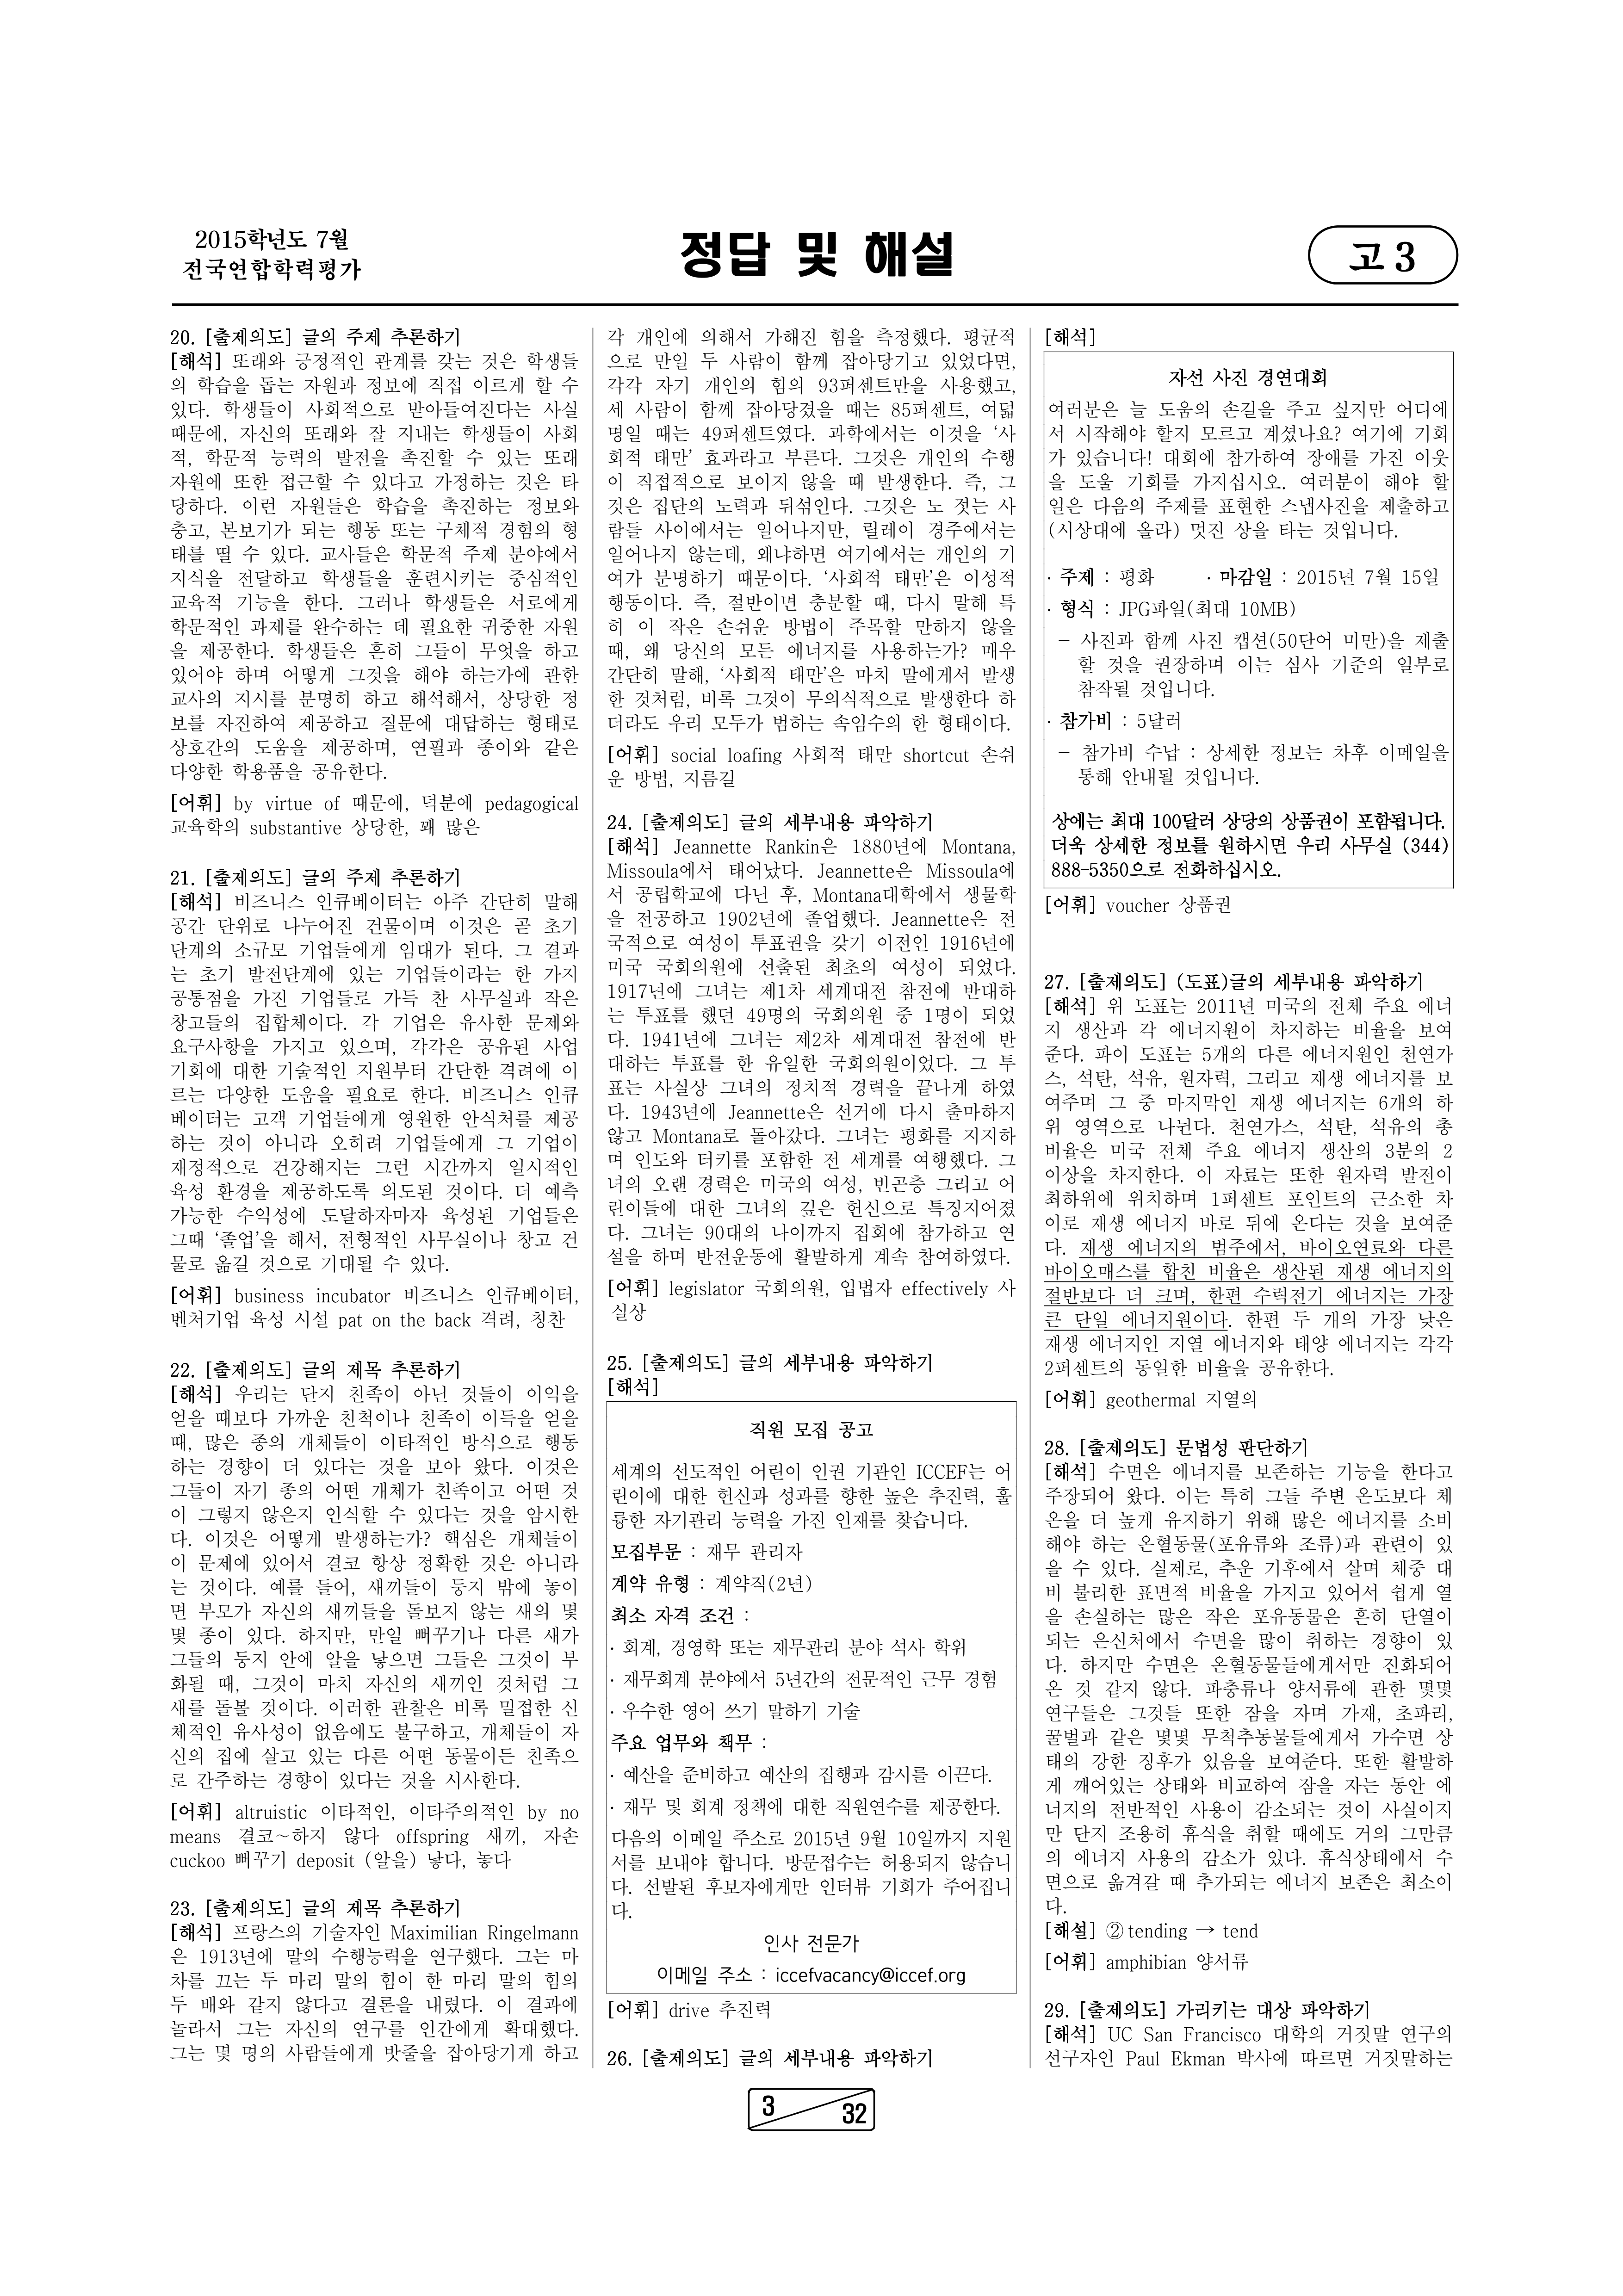 2015학년도 7월
전국연합학력평가
정답 및 해설
고 3
20. [출제의도] 글의 주제 추론하기
[해석] 또래와 긍정적인 관계를 갖는 것은 학생들
의 학습을 돕는 자원과 정보에 직접 이르게 할 수
있다. 학생들이 사회적으로 받아들여진다는 사실
때문에, 자신의 또래와 잘 지내는 학생들이 사회
적, 학문적 능력의 발전을 촉진할 수 있는 또래
자원에 또한 접근할 수 있다고 가정하는 것은 타
당하다. 이런 자원들은 학습을 촉진하는 정보와
충고, 본보기가 되는 행동 또는 구체적 경험의 형
태를 띨 수 있다. 교사들은 학문적 주제 분야에서
지식을 전달하고 학생들을 훈련시키는 중심적인
교육적 기능을 한다. 그러나 학생들은 서로에게
학문적인 과제를 완수하는 데 필요한 귀중한 자원
을 제공한다. 학생들은 흔히 그들이 무엇을 하고
있어야 하며 어떻게 그것을 해야 하는가에 관한
교사의 지시를 분명히 하고 해석해서, 상당한 정
보를 자진하여 제공하고 질문에 대답하는 형태로
상호간의 도움을 제공하며, 연필과 종이와 같은
다양한 학용품을 공유한다.
[어휘] by virtue of 때문에, 덕분에 pedagogical
교육학의 substantive 상당한, 꽤 많은
21. [출제의도] 글의 주제 추론하기
[해석] 비즈니스 인큐베이터는 아주 간단히 말해
공간 단위로 나누어진 건물이며 이것은 곧 초기
단계의 소규모 기업들에게 임대가 된다. 그 결과
는 초기 발전단계에 있는 기업들이라는 한 가지
공통점을 가진 기업들로 가득 찬 사무실과 작은
창고들의 집합체이다. 각 기업은 유사한 문제와
요구사항을 가지고 있으며, 각각은 공유된 사업
기회에 대한 기술적인 지원부터 간단한 격려에 이
르는 다양한 도움을 필요로 한다. 비즈니스 인큐
베이터는 고객 기업들에게 영원한 안식처를 제공
하는 것이 아니라 오히려 기업들에게 그 기업이
재정적으로 건강해지는 그런 시간까지 일시적인
육성 환경을 제공하도록 의도된 것이다. 더 예측
가능한 수익성에 도달하자마자 육성된 기업들은
그때 ‘졸업’을 해서, 전형적인 사무실이나 창고 건
물로 옮길 것으로 기대될 수 있다.
[어휘] business incubator 비즈니스 인큐베이터,
벤처기업 육성 시설 pat on the back 격려, 칭찬
22. [출제의도] 글의 제목 추론하기
[해석] 우리는 단지 친족이 아닌 것들이 이익을
얻을 때보다 가까운 친척이나 친족이 이득을 얻을
때, 많은 종의 개체들이 이타적인 방식으로 행동
하는 경향이 더 있다는 것을 보아 왔다. 이것은
그들이 자기 종의 어떤 개체가 친족이고 어떤 것
이 그렇지 않은지 인식할 수 있다는 것을 암시한
다. 이것은 어떻게 발생하는가? 핵심은 개체들이
이 문제에 있어서 결코 항상 정확한 것은 아니라
는 것이다. 예를 들어, 새끼들이 둥지 밖에 놓이
면 부모가 자신의 새끼들을 돌보지 않는 새의 몇
몇 종이 있다. 하지만, 만일 뻐꾸기나 다른 새가
그들의 둥지 안에 알을 낳으면 그들은 그것이 부
화될 때, 그것이 마치 자신의 새끼인 것처럼 그
새를 돌볼 것이다. 이러한 관찰은 비록 밀접한 신
체적인 유사성이 없음에도 불구하고, 개체들이 자
신의 집에 살고 있는 다른 어떤 동물이든 친족으
로 간주하는 경향이 있다는 것을 시사한다.
[어휘] altruistic 이타적인, 이타주의적인 by no
means 결코~하지 않다 offspring 새끼, 자손
cuckoo 뻐꾸기 deposit (알을) 낳다, 놓다
23. [출제의도] 글의 제목 추론하기
[해석] 프랑스의 기술자인 Maximilian Ringelmann
은 1913년에 말의 수행능력을 연구했다. 그는 마
차를 끄는 두 마리 말의 힘이 한 마리 말의 힘의
두 배와 같지 않다고 결론을 내렸다. 이 결과에
놀라서 그는 자신의 연구를 인간에게 확대했다.
그는 몇 명의 사람들에게 밧줄을 잡아당기게 하고
각 개인에 의해서 가해진 힘을 측정했다. 평균적
으로 만일 두 사람이 함께 잡아당기고 있었다면,
각각 자기 개인의 힘의 93퍼센트만을 사용했고,
세 사람이 함께 잡아당겼을 때는 85퍼센트, 여덟
명일 때는 49퍼센트였다. 과학에서는 이것을 ‘사
회적 태만’ 효과라고 부른다. 그것은 개인의 수행
이 직접적으로 보이지 않을 때 발생한다. 즉, 그
것은 집단의 노력과 뒤섞인다. 그것은 노 젓는 사
람들 사이에서는 일어나지만, 릴레이 경주에서는
일어나지 않는데, 왜냐하면 여기에서는 개인의 기
여가 분명하기 때문이다. ‘사회적 태만’은 이성적
행동이다. 즉, 절반이면 충분할 때, 다시 말해 특
히 이 작은 손쉬운 방법이 주목할 만하지 않을
때, 왜 당신의 모든 에너지를 사용하는가? 매우
간단히 말해, ‘사회적 태만’은 마치 말에게서 발생
한 것처럼, 비록 그것이 무의식적으로 발생한다 하
더라도 우리 모두가 범하는 속임수의 한 형태이다.
[어휘] social loafing 사회적 태만 shortcut 손쉬
운 방법, 지름길
24. [출제의도] 글의 세부내용 파악하기
[해석] Jeannette Rankin은 1880년에 Montana,
Missoula에서 태어났다. Jeannette은 Missoula에
서 공립학교에 다닌 후, Montana대학에서 생물학
을 전공하고 1902년에 졸업했다. Jeannette은 전
국적으로 여성이 투표권을 갖기 이전인 1916년에
미국 국회의원에 선출된 최초의 여성이 되었다.
1917년에 그녀는 제1차 세계대전 참전에 반대하
는 투표를 했던 49명의 국회의원 중 1명이 되었
다. 1941년에 그녀는 제2차 세계대전 참전에 반
대하는 투표를 한 유일한 국회의원이었다. 그 투
표는 사실상 그녀의 정치적 경력을 끝나게 하였
다. 1943년에 Jeannette은 선거에 다시 출마하지
않고 Montana로 돌아갔다. 그녀는 평화를 지지하
며 인도와 터키를 포함한 전 세계를 여행했다. 그
녀의 오랜 경력은 미국의 여성, 빈곤층 그리고 어
린이들에 대한 그녀의 깊은 헌신으로 특징지어졌
다. 그녀는 90대의 나이까지 집회에 참가하고 연
설을 하며 반전운동에 활발하게 계속 참여하였다.
[어휘] legislator 국회의원, 입법자 effectively 사
실상
25. [출제의도] 글의 세부내용 파악하기
[해석]
직원 모집 공고
세계의 선도적인 어린이 인권 기관인 ICCEF는 어
린이에 대한 헌신과 성과를 향한 높은 추진력, 훌
륭한 자기관리 능력을 가진 인재를 찾습니다.
모집부문 : 재무 관리자
계약 유형 : 계약직(2년)
최소 자격 조건 :
· 회계, 경영학 또는 재무관리 분야 석사 학위
· 재무회계 분야에서 5년간의 전문적인 근무 경험
· 우수한 영어 쓰기 말하기 기술
주요 업무와 책무 :
· 예산을 준비하고 예산의 집행과 감시를 이끈다.
· 재무 및 회계 정책에 대한 직원연수를 제공한다.
다음의 이메일 주소로 2015년 9월 10일까지 지원
서를 보내야 합니다. 방문접수는 허용되지 않습니
다. 선발된 후보자에게만 인터뷰 기회가 주어집니
다.
인사 전문가
이메일 주소 : iccefvacancy@iccef.org
[어휘] drive 추진력
26. [출제의도] 글의 세부내용 파악하기
[해석]
자선 사진 경연대회
여러분은 늘 도움의 손길을 주고 싶지만 어디에
서 시작해야 할지 모르고 계셨나요? 여기에 기회
가 있습니다! 대회에 참가하여 장애를 가진 이웃
을 도울 기회를 가지십시오. 여러분이 해야 할
일은 다음의 주제를 표현한 스냅사진을 제출하고
(시상대에 올라) 멋진 상을 타는 것입니다.
· 주제 : 평화 · 마감일 : 2015년 7월 15일
· 형식 : JPG파일(최대 10MB)
- 사진과 함께 사진 캡션(50단어 미만)을 제출
할 것을 권장하며 이는 심사 기준의 일부로
참작될 것입니다.
· 참가비 : 5달러
- 참가비 수납 : 상세한 정보는 차후 이메일을
통해 안내될 것입니다.
상에는 최대 100달러 상당의 상품권이 포함됩니다.
더욱 상세한 정보를 원하시면 우리 사무실 (344)
888-5350으로 전화하십시오.
[어휘] voucher 상품권
27. [출제의도] (도표)글의 세부내용 파악하기
[해석] 위 도표는 2011년 미국의 전체 주요 에너
지 생산과 각 에너지원이 차지하는 비율을 보여
준다. 파이 도표는 5개의 다른 에너지원인 천연가
스, 석탄, 석유, 원자력, 그리고 재생 에너지를 보
여주며 그 중 마지막인 재생 에너지는 6개의 하
위 영역으로 나뉜다. 천연가스, 석탄, 석유의 총
비율은 미국 전체 주요 에너지 생산의 3분의 2
이상을 차지한다. 이 자료는 또한 원자력 발전이
최하위에 위치하며 1퍼센트 포인트의 근소한 차
이로 재생 에너지 바로 뒤에 온다는 것을 보여준
다. 재생 에너지의 범주에서, 바이오연료와 다른
바이오매스를 합친 비율은 생산된 재생 에너지의
절반보다 더 크며, 한편 수력전기 에너지는 가장
큰 단일 에너지원이다. 한편 두 개의 가장 낮은
재생 에너지인 지열 에너지와 태양 에너지는 각각
2퍼센트의 동일한 비율을 공유한다.
[어휘] geothermal 지열의
28. [출제의도] 문법성 판단하기
[해석] 수면은 에너지를 보존하는 기능을 한다고
주장되어 왔다. 이는 특히 그들 주변 온도보다 체
온을 더 높게 유지하기 위해 많은 에너지를 소비
해야 하는 온혈동물(포유류와 조류)과 관련이 있
을 수 있다. 실제로, 추운 기후에서 살며 체중 대
비 불리한 표면적 비율을 가지고 있어서 쉽게 열
을 손실하는 많은 작은 포유동물은 흔히 단열이
되는 은신처에서 수면을 많이 취하는 경향이 있
다. 하지만 수면은 온혈동물들에게서만 진화되어
온 것 같지 않다. 파충류나 양서류에 관한 몇몇
연구들은 그것들 또한 잠을 자며 가재, 초파리,
꿀벌과 같은 몇몇 무척추동물들에게서 가수면 상
태의 강한 징후가 있음을 보여준다. 또한 활발하
게 깨어있는 상태와 비교하여 잠을 자는 동안 에
너지의 전반적인 사용이 감소되는 것이 사실이지
만 단지 조용히 휴식을 취할 때에도 거의 그만큼
의 에너지 사용의 감소가 있다. 휴식상태에서 수
면으로 옮겨갈 때 추가되는 에너지 보존은 최소이
다.
[해설] ② tending → tend
[어휘] amphibian 양서류
29. [출제의도] 가리키는 대상 파악하기
[해석] UC San Francisco 대학의 거짓말 연구의
선구자인 Paul Ekman 박사에 따르면 거짓말하는
3
32